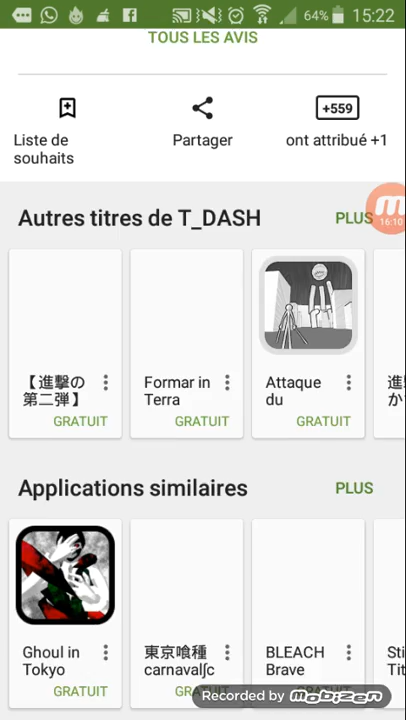 64% 15:22
TOUS LES AVIS
+559
Liste de souhaits
Partager
ont attribué +1
Autres titres de T_DASH
PLUS
16:10
【進撃の
第二弾】
GRATUIT
Formar in
Terra
GRATUIT
Attaque
du
GRATUIT
進
か
Applications similaires
PLUS
Ghoul in
Tokyo
GRATUIT
東京喰種
carnaval∫c
GRATUIT
BLEACH
Brave
Sti
Tit
Recorded by mobizen